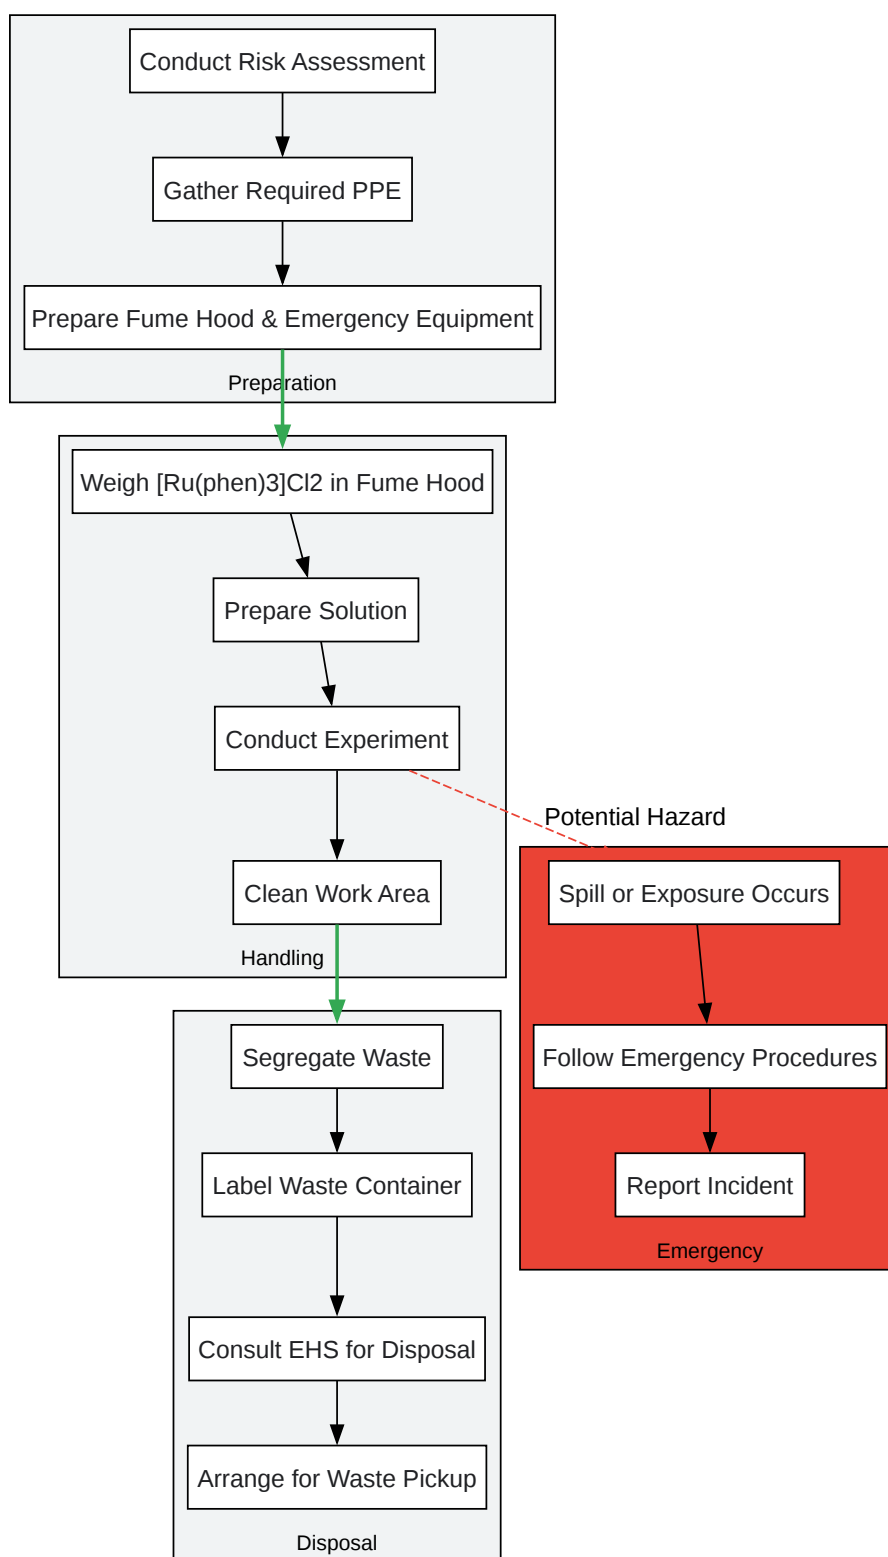 Conduct Risk Assessment
Gather Required PPE
Prepare Fume Hood & Emergency Equipment
Preparation
Weigh [Ru(phen)3]Cl2 in Fume Hood
Prepare Solution
Conduct Experiment
Potential Hazard
Clean Work Area
Handling
Spill or Exposure Occurs
Follow Emergency Procedures
Report Incident
Emergency
Segregate Waste
Label Waste Container
Consult EHS for Disposal
Arrange for Waste Pickup
Disposal